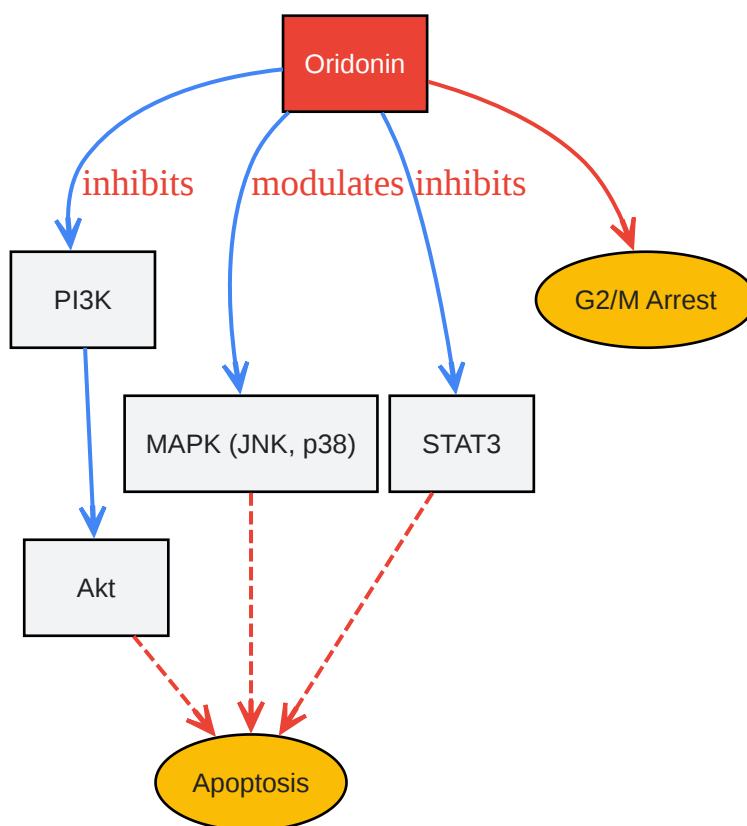 Oridonin
inhibits
modulates
inhibits
PI3K
G2/M Arrest
MAPK (JNK, p38)
STAT3
Akt
Apoptosis